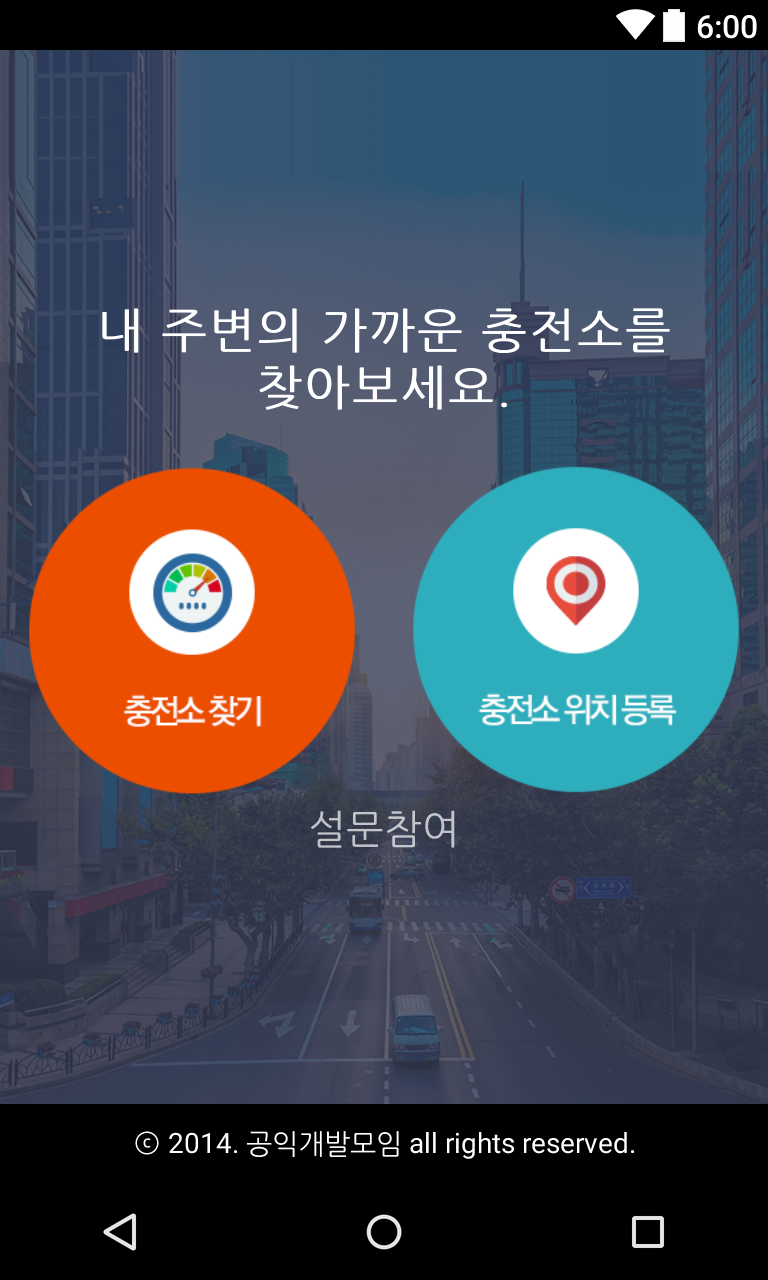 6:00
내 주변의 가까운 충전소를
찾아보세요.
충전소 찾기
충전소 위치 등록
설문참여
ⓒ 2014. 공익개발모임 all rights reserved.